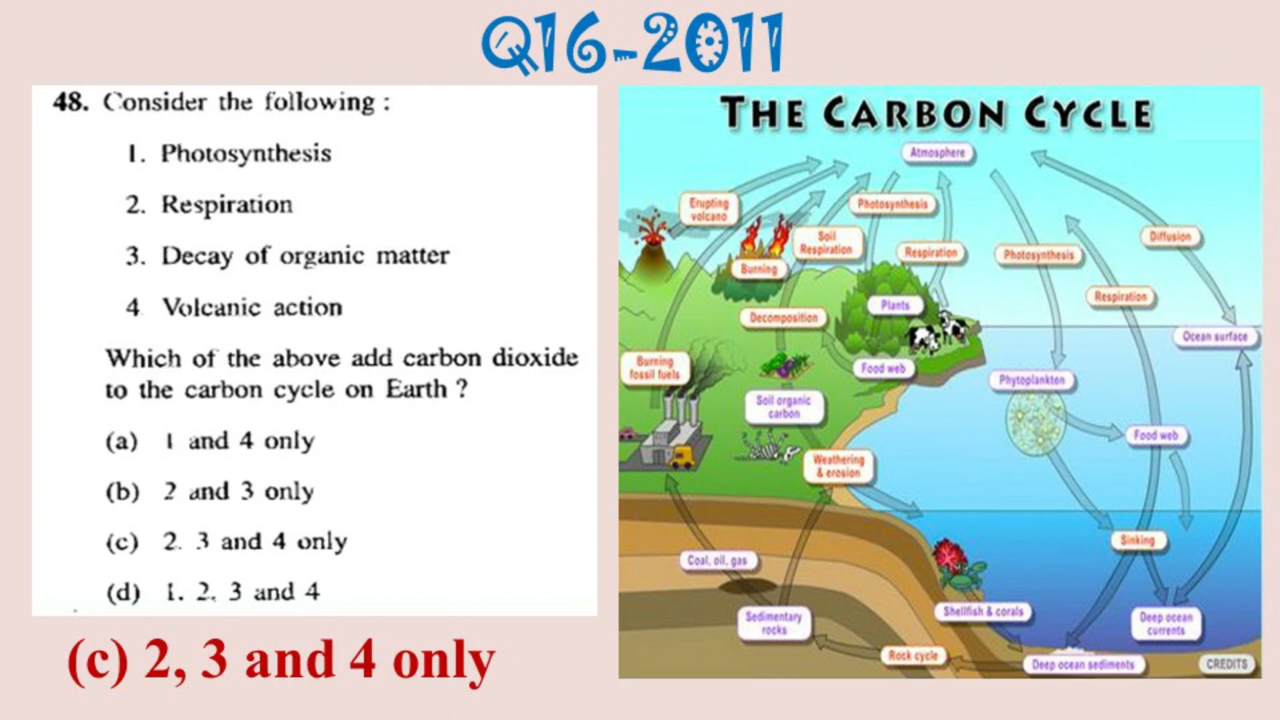 Q16-2011
48. Consider the following :
1. Photosynthesis
2. Respiration
3. Decay of organic matter
4 Volcanic action
Which of the above add carbon dioxide
to the carbon cycle on Earth ?
(a) 1 and 4 only
(b) 2 and 3 only
(c) 2. 3 and 4 only
(d) 1. 2. 3 and 4
(c) 2, 3 and 4 only
THE CARBON CYCLE
Atmosphere
Erupting
volcano
Photosynthesis
Soil
Respiration
Burning
Respiration
Photosynthesis
Diffusion
Respiration
Plants
Decomposition
Ocean surface
Burning
fossil fuels
Food web
Phytoplankton
Soil organic
carbon
Food web
Weathering
& erosion
Sinking
Coal, oil, gas
Sedimentary
rocks
Shellfish & corals
Deep ocean
currents
Rock cycle
Deep ocean sediments
CREDITS